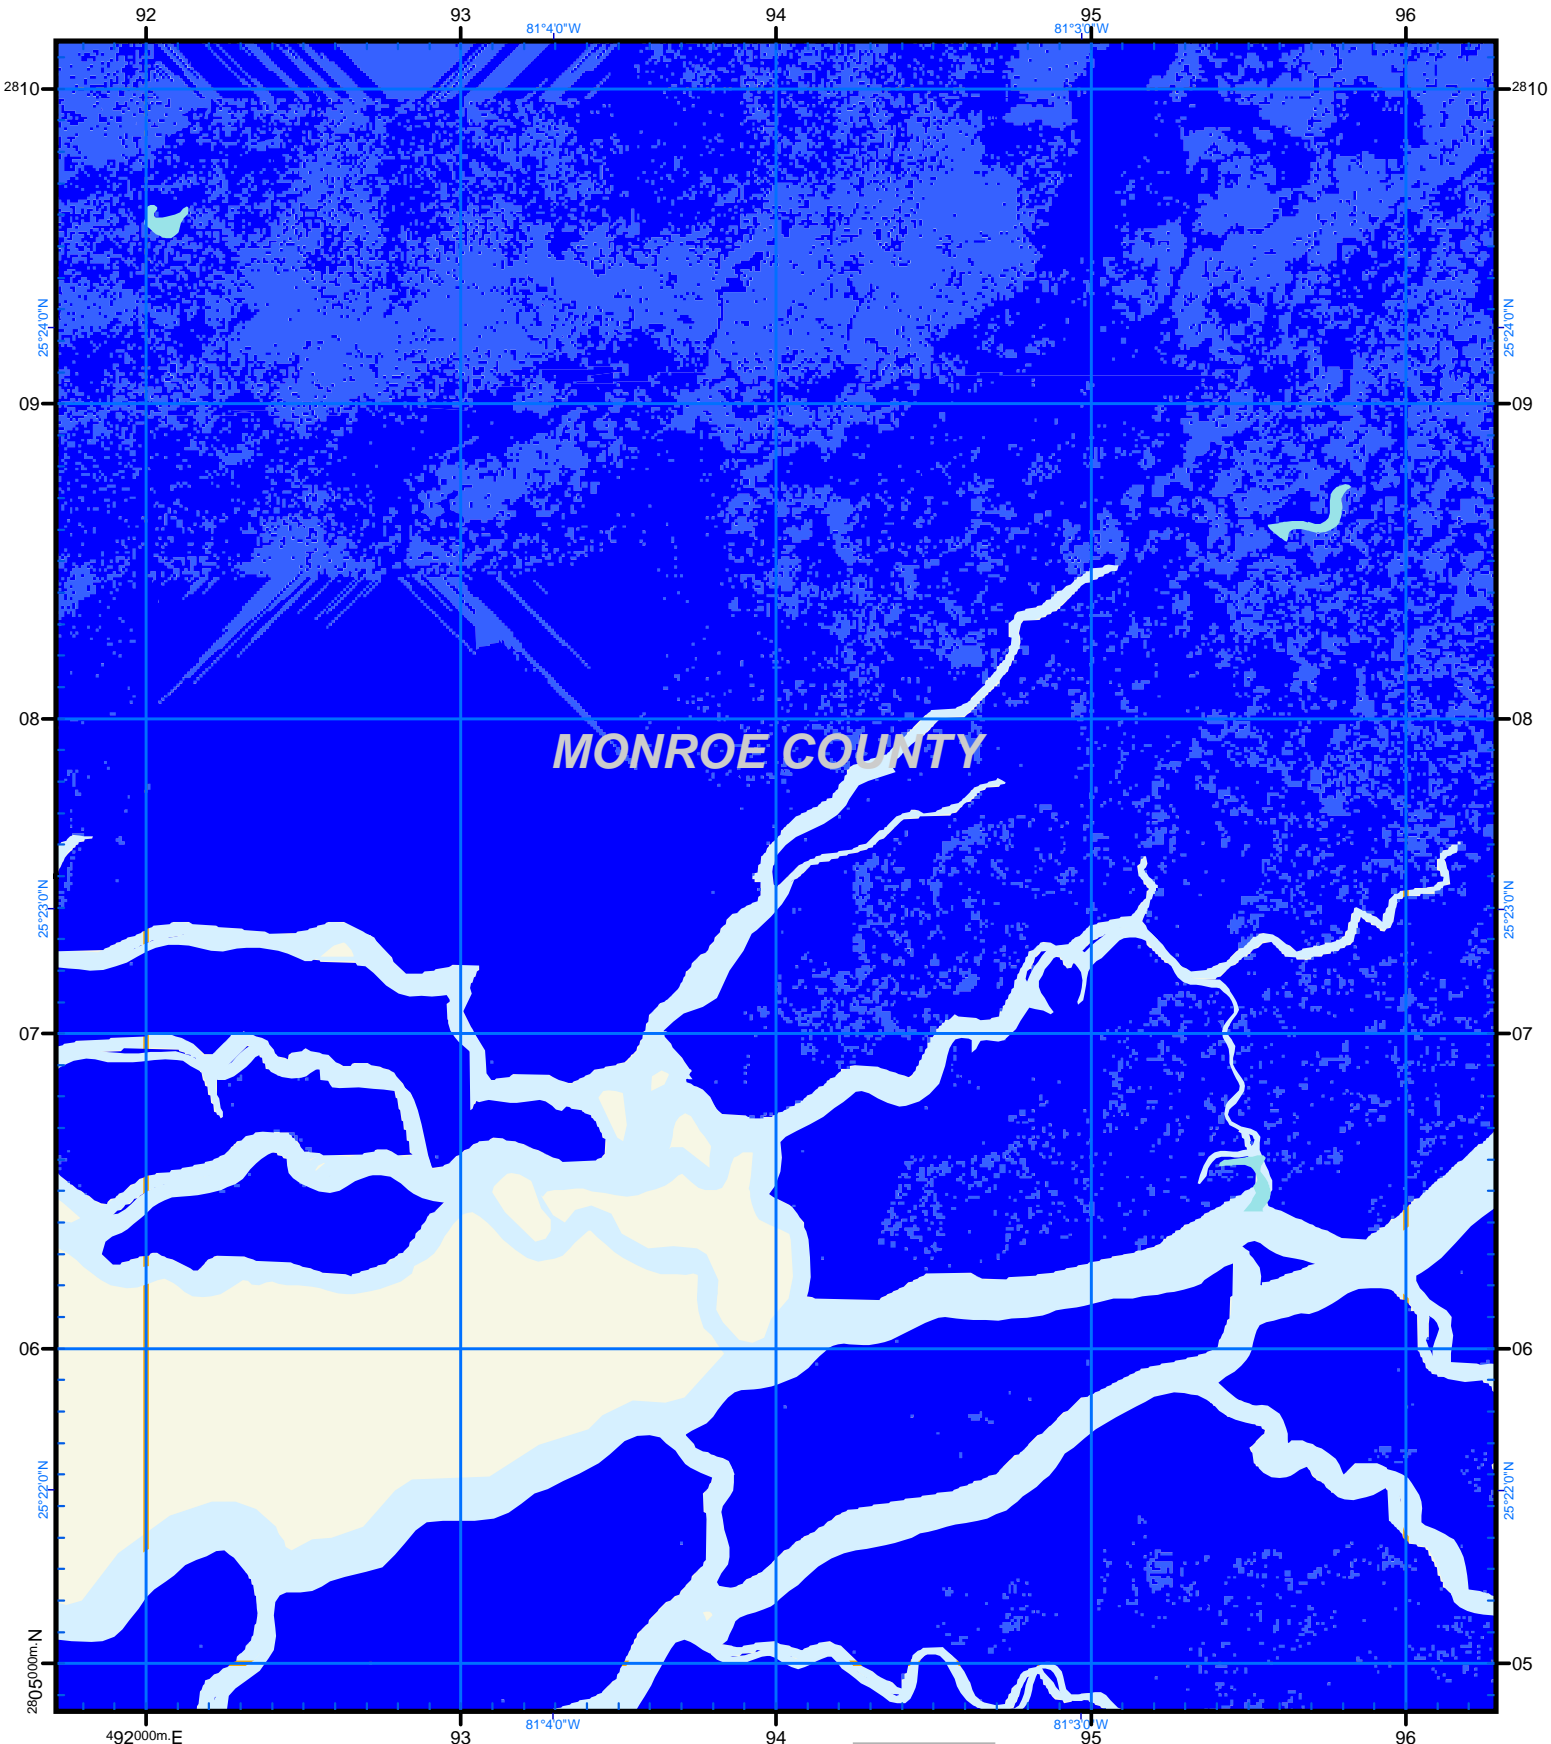 92 93 94 95 96
81°4'0"W 81°3'0"W
2810 2810
25°24'0"N 25°24'0"N
09 09
08 08
MONROE COUNTY
25°23'0"N 25°23'0"N
07 07
06 06
25°22'0"N 25°22'0"N
2805000m.N 05
81°4'0"W 81°3'0"W
492000m.E 93 94 95 96